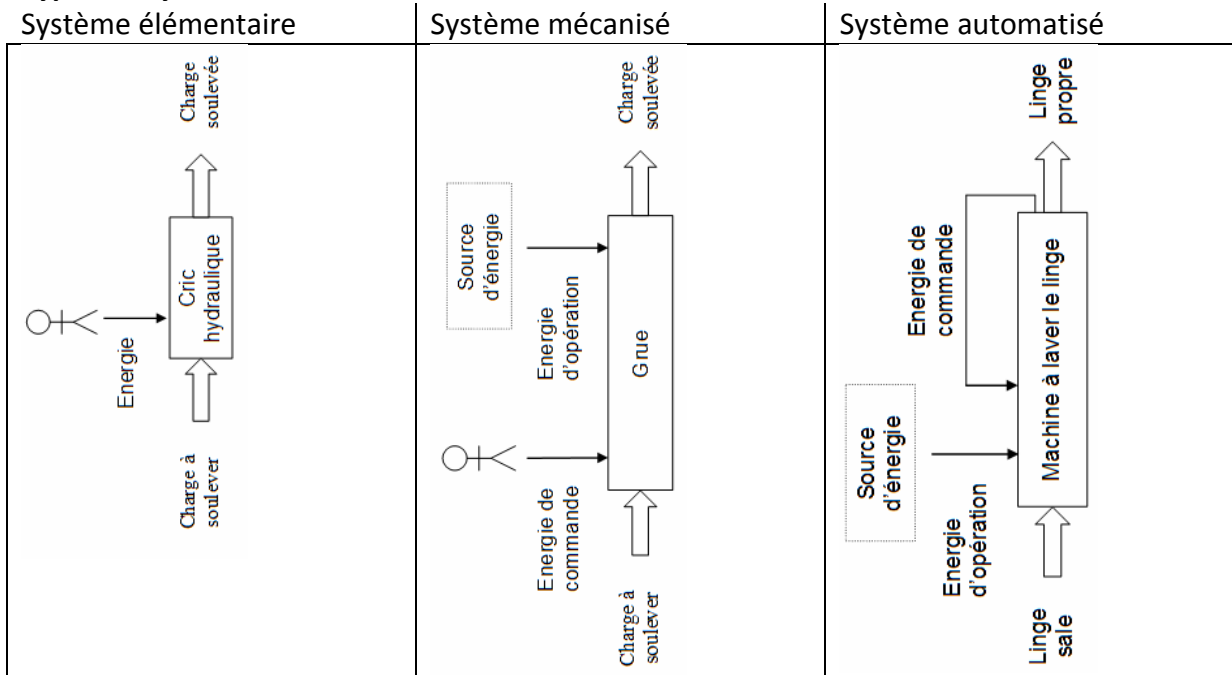 Système élémentaire
Système mécanisé
Système automatisé
Charge à
soulever
Energie
Cric
hydraulique
Charge
soulevée
Charge à
soulever
Energie de
commande
Energie
d'opération
Source
d'énergie
Grue
Charge
soulevée
Linge
sale
Energie
d'opération
Source
d'énergie
Energie de
commande
Machine à laver le linge
Linge
propre